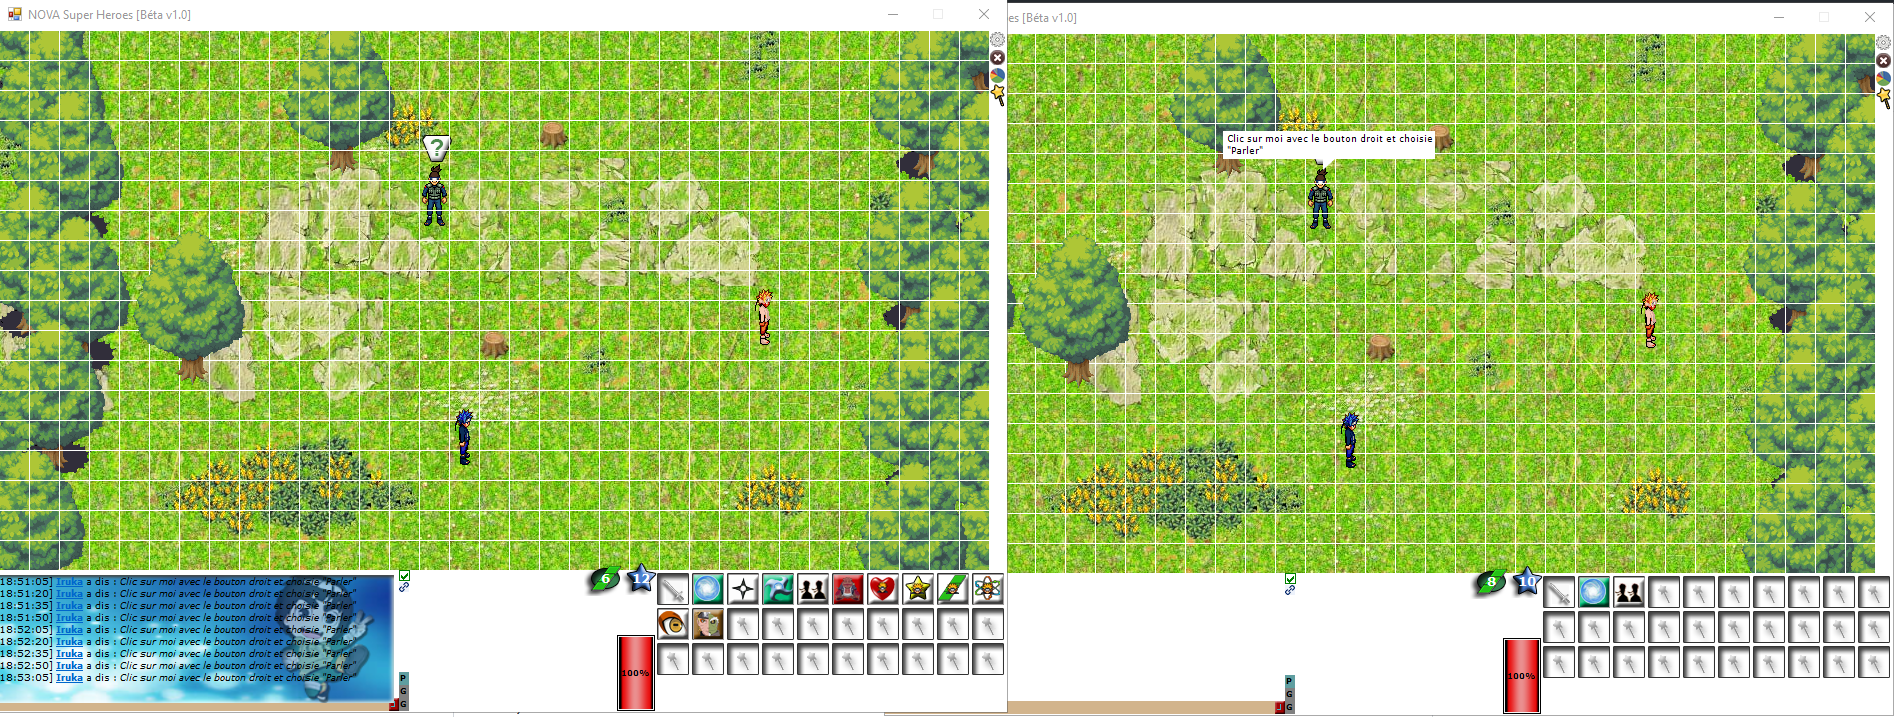 NOVA Super Heroes [Béta v1.0]
es [Béta v1.0]
?
Clic sur moi avec le bouton droit et choisie
"Parler"
18:51:05] Iruka a dis : Clic sur moi avec le bouton droit et choisie "Parler"
18:51:20] Iruka a dis : Clic sur moi avec le bouton droit et choisie "Parler"
18:51:35] Iruka a dis : Clic sur moi avec le bouton droit et choisie "Parler"
18:51:50] Iruka a dis : Clic sur moi avec le bouton droit et choisie "Parler"
18:52:05] Iruka a dis : Clic sur moi avec le bouton droit et choisie "Parler"
18:52:20] Iruka a dis : Clic sur moi avec le bouton droit et choisie "Parler"
18:52:35] Iruka a dis : Clic sur moi avec le bouton droit et choisie "Parler"
18:52:50] Iruka a dis : Clic sur moi avec le bouton droit et choisie "Parler"
18:53:05] Iruka a dis : Clic sur moi avec le bouton droit et choisie "Parler"
6
12
100%
P
G
G
8
10
100%
P
G
G